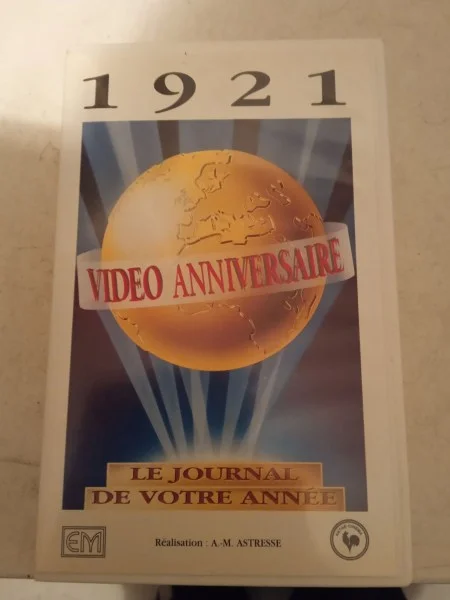 1921
VIDEO ANNIVERSAIRE
LE JOURNAL
DE VOTRE ANNÉE
EM
Réalisation : A.-M. ASTRESSE